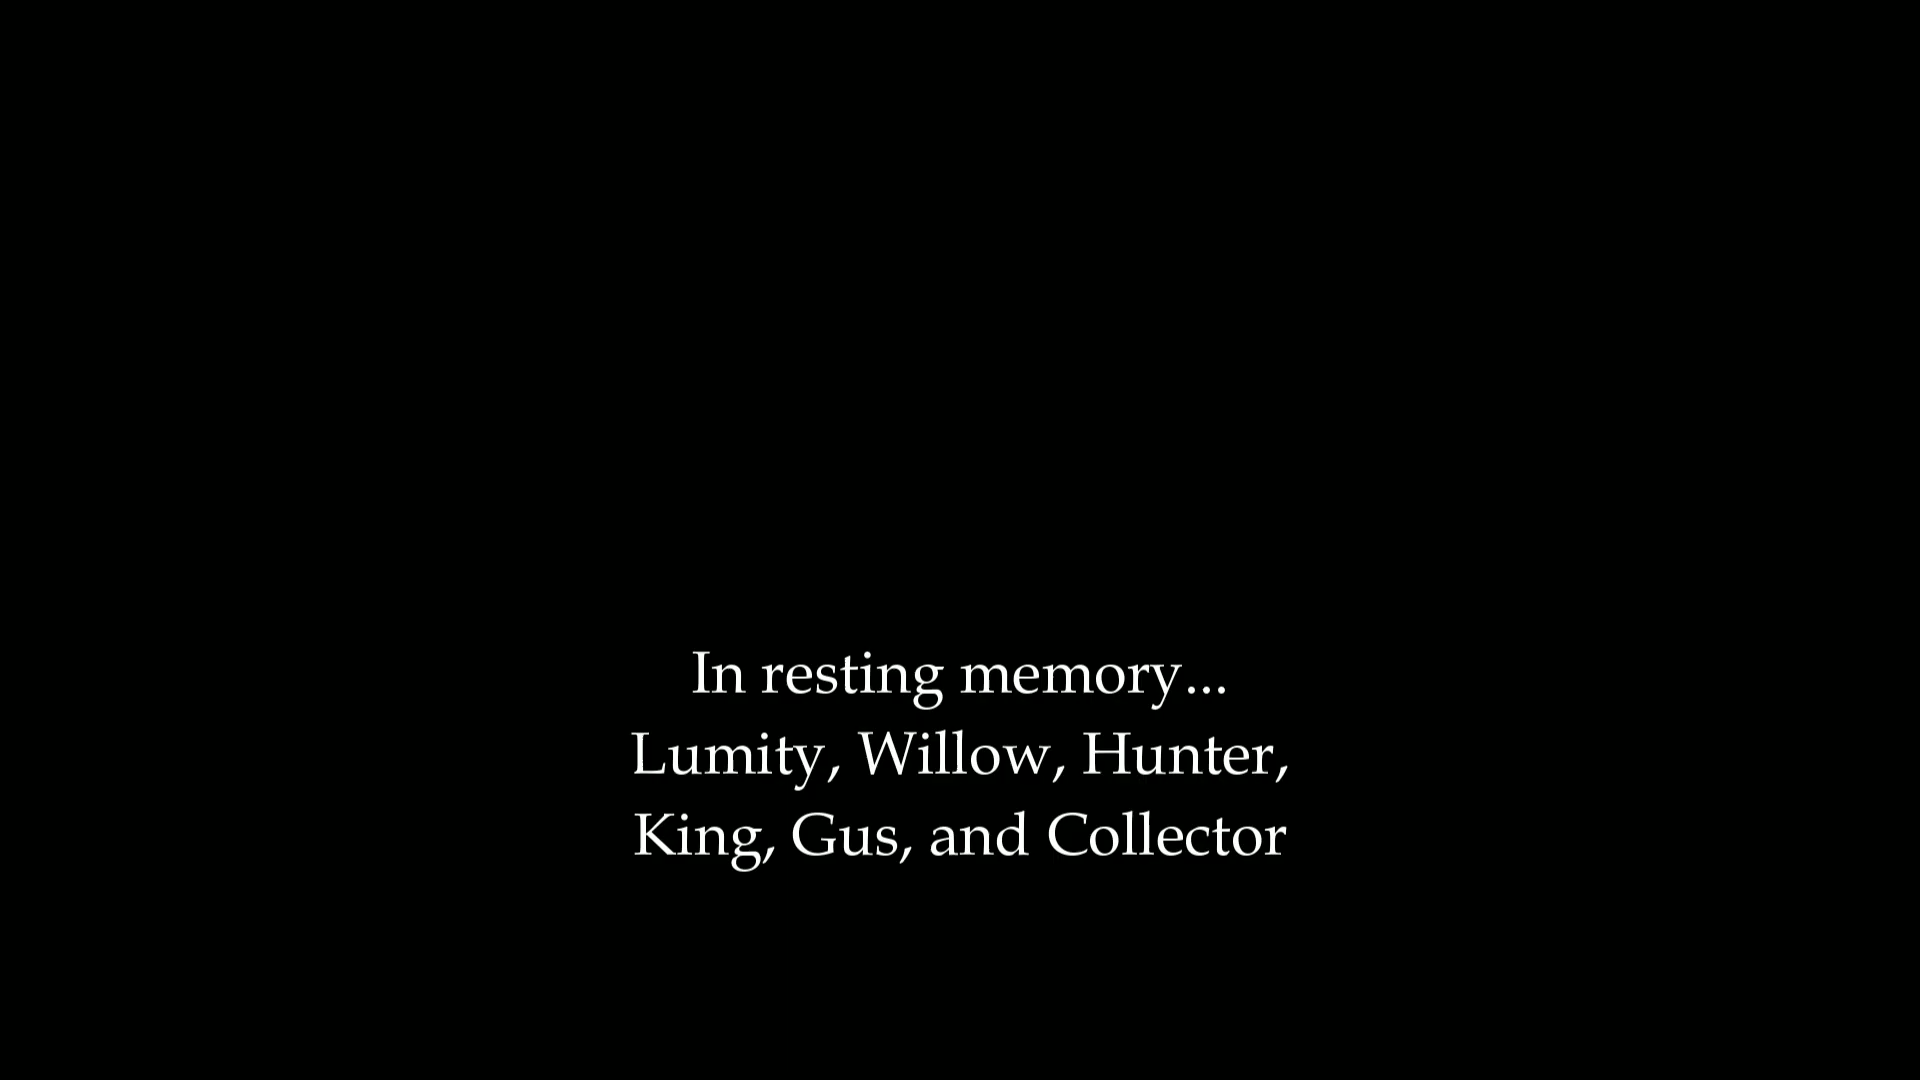 In resting memory...
Lumity, Willow, Hunter,
King, Gus, and Collector